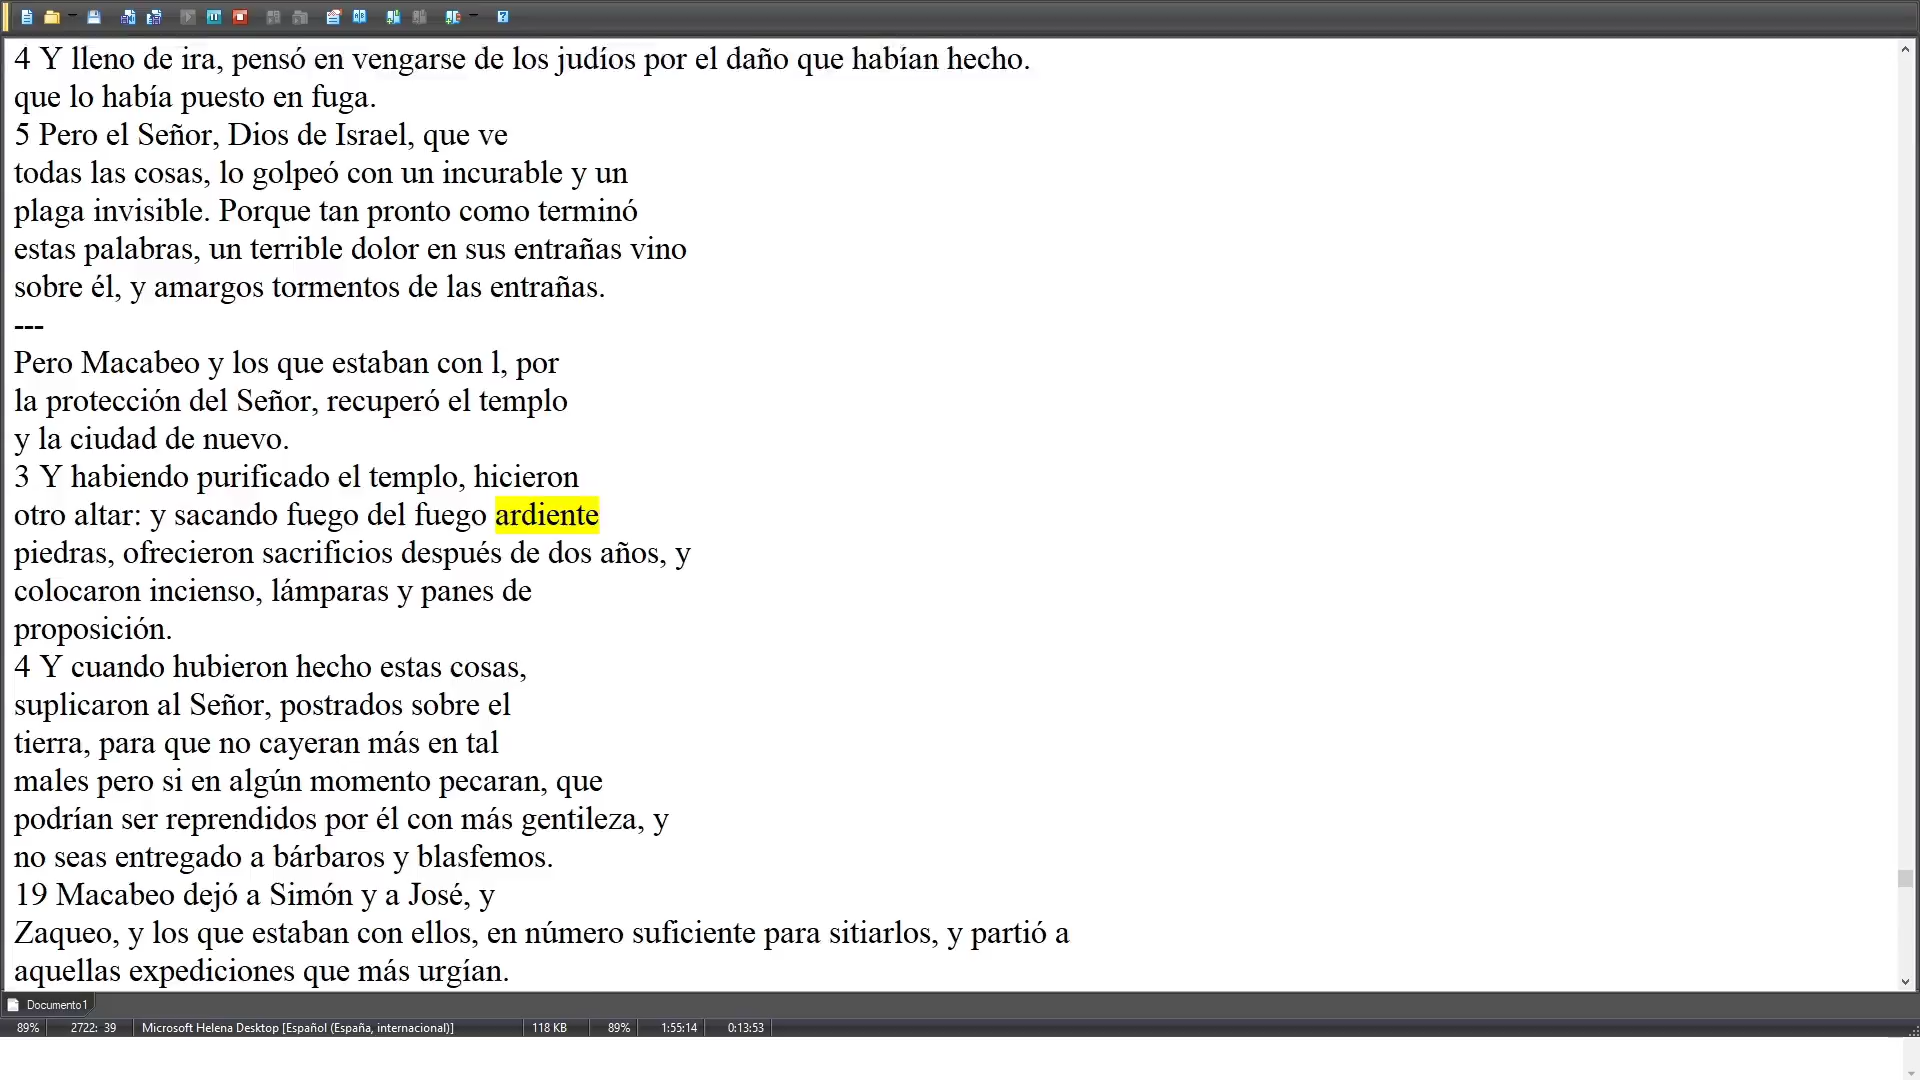 4 Y lleno de ira, pensó en vengarse de los judíos por el daño que habían hecho.
que lo había puesto en fuga.
5 Pero el Señor, Dios de Israel, que ve
todas las cosas, lo golpeó con un incurable y un
plaga invisible. Porque tan pronto como terminó
estas palabras, un terrible dolor en sus entrañas vino
sobre él, y amargos tormentos de las entrañas.
---
Pero Macabeo y los que estaban con l, por
la protección del Señor, recuperó el templo
y la ciudad de nuevo.
3 Y habiendo purificado el templo, hicieron
otro altar: y sacando fuego del fuego ardiente
piedras, ofrecieron sacrificios después de dos años, y
colocaron incienso, lámparas y panes de
proposición.
4 Y cuando hubieron hecho estas cosas,
suplicaron al Señor, postrados sobre el
tierra, para que no cayeran más en tal
males pero si en algún momento pecaran, que
podrían ser reprendidos por él con más gentileza, y
no seas entregado a bárbaros y blasfemos.
19 Macabeo dejó a Simón y a José, y
Zaqueo, y los que estaban con ellos, en número suficiente para sitiarlos, y partió a
aquellas expediciones que más urgían.
Documento1
89% 2722: 39 Microsoft Helena Desktop [Español (España, internacional)] 118 KB 89% 1:55:14 0:13:53